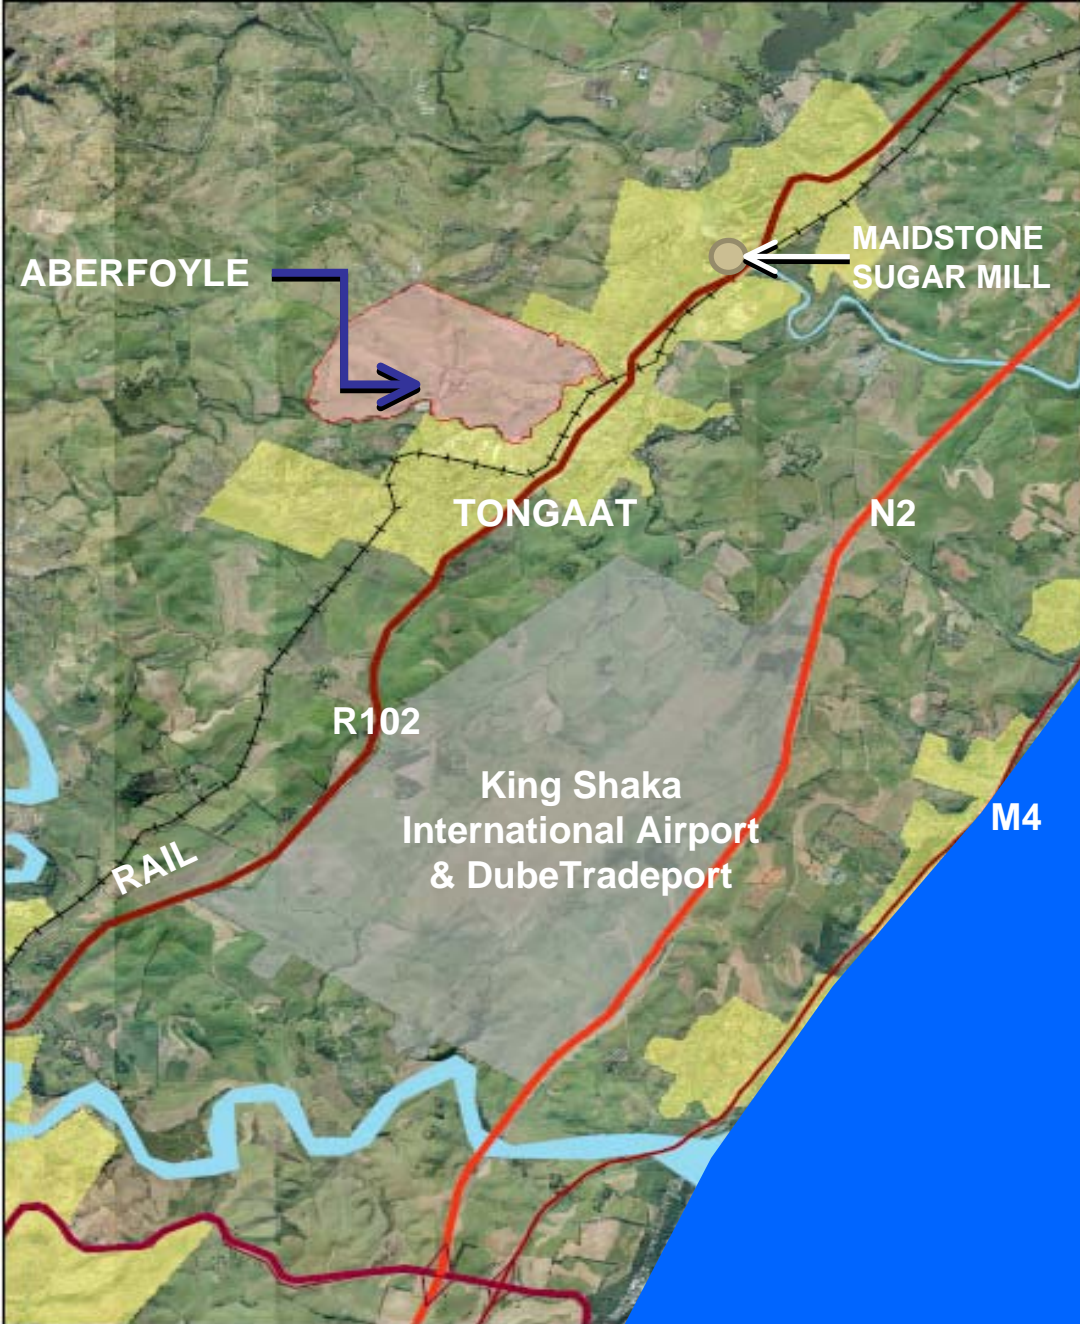 MAIDSTONE
SUGAR MILL
ABERFOYLE
TONGAAT
N2
R102
King Shaka
International Airport
& DubeTradeport
M4
RAIL